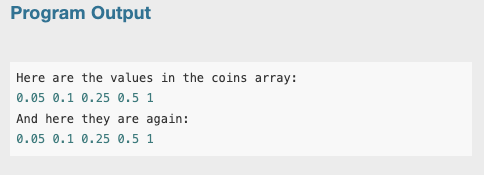 Program Output
Here are the values in the coins array:
0.05 0.1 0.25 0.5 1
And here they are again:
0.05 0.1 0.25 0.5 1